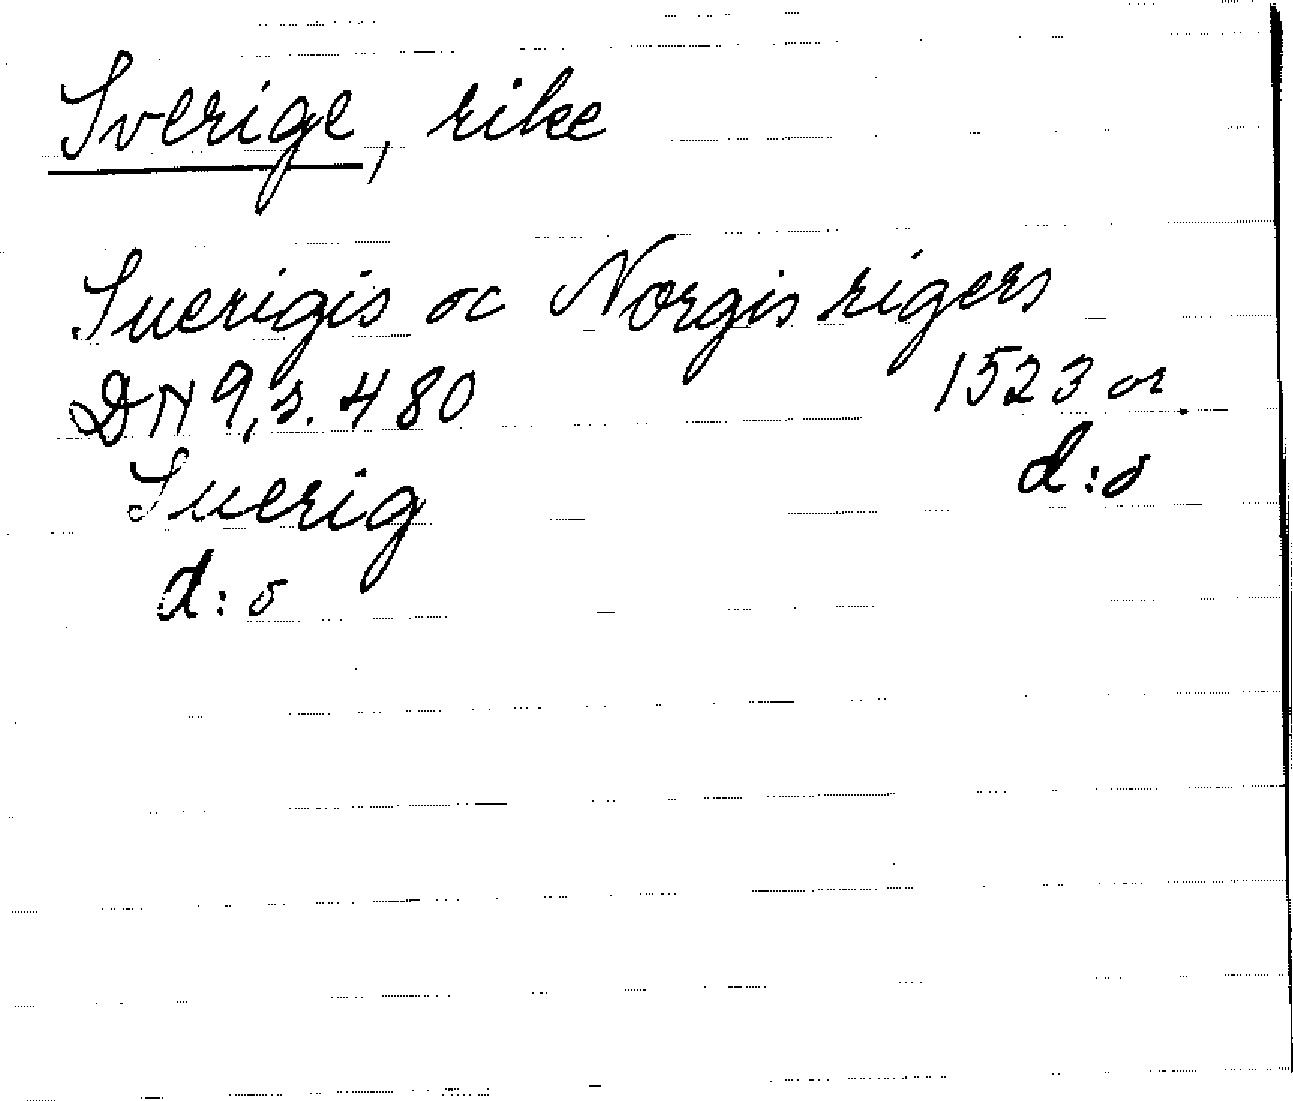 Sverige, rike
Suerigis oc Norgis rigers
DN 9, s. 480 1523 or.
Suerig d:o
d:o